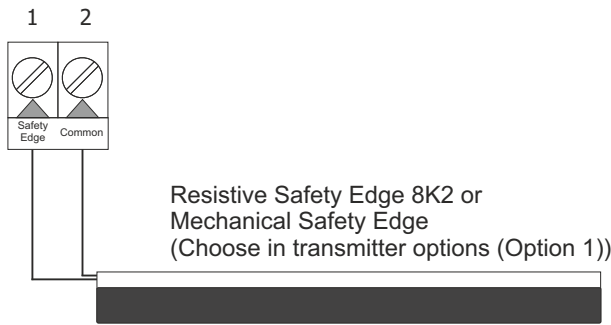 1 2
Safety Edge Common
Resistive Safety Edge 8K2 or
Mechanical Safety Edge
(Choose in transmitter options (Option 1))